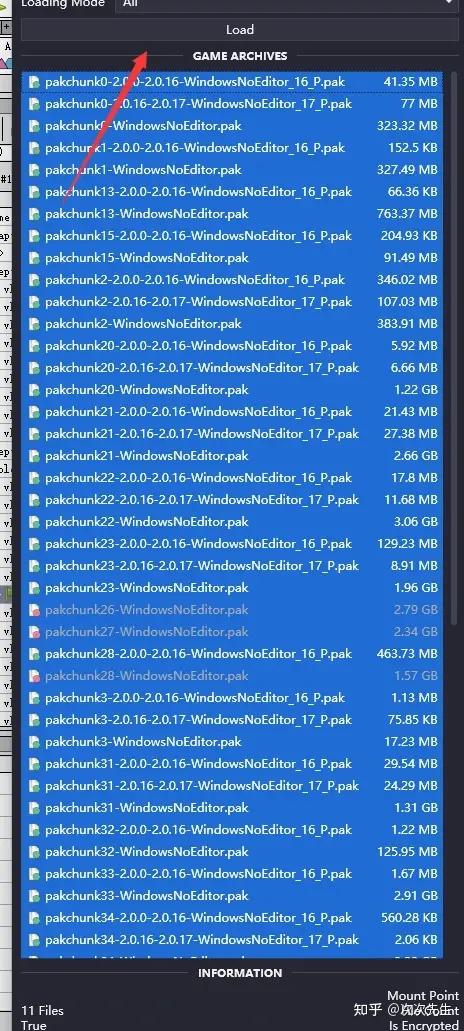 Loading Mode All
Load
GAME ARCHIVES
pakchunk0-2.0.0-2.0.16-WindowsNoEditor_16_P.pak 41.35 MB
pakchunk0-2.0.16-2.0.17-WindowsNoEditor_17_P.pak 77 MB
pakchunk0-WindowsNoEditor.pak 323.32 MB
pakchunk1-2.0.0-2.0.16-WindowsNoEditor_16_P.pak 152.5 KB
pakchunk1-WindowsNoEditor.pak 327.49 MB
pakchunk13-2.0.0-2.0.16-WindowsNoEditor_16_P.pak 66.36 KB
pakchunk13-WindowsNoEditor.pak 763.37 MB
pakchunk15-2.0.0-2.0.16-WindowsNoEditor_16_P.pak 204.93 KB
pakchunk15-WindowsNoEditor.pak 91.49 MB
pakchunk2-2.0.0-2.0.16-WindowsNoEditor_16_P.pak 346.02 MB
pakchunk2-2.0.16-2.0.17-WindowsNoEditor_17_P.pak 107.03 MB
pakchunk2-WindowsNoEditor.pak 383.91 MB
pakchunk20-2.0.0-2.0.16-WindowsNoEditor_16_P.pak 5.92 MB
pakchunk20-2.0.16-2.0.17-WindowsNoEditor_17_P.pak 6.66 MB
pakchunk20-WindowsNoEditor.pak 1.22 GB
pakchunk21-2.0.0-2.0.16-WindowsNoEditor_16_P.pak 21.43 MB
pakchunk21-2.0.16-2.0.17-WindowsNoEditor_17_P.pak 27.38 MB
pakchunk21-WindowsNoEditor.pak 2.66 GB
pakchunk22-2.0.0-2.0.16-WindowsNoEditor_16_P.pak 17.8 MB
pakchunk22-2.0.16-2.0.17-WindowsNoEditor_17_P.pak 11.68 MB
pakchunk22-WindowsNoEditor.pak 3.06 GB
pakchunk23-2.0.0-2.0.16-WindowsNoEditor_16_P.pak 129.23 MB
pakchunk23-2.0.16-2.0.17-WindowsNoEditor_17_P.pak 8.91 MB
pakchunk23-WindowsNoEditor.pak 1.96 GB
pakchunk26-WindowsNoEditor.pak 2.79 GB
pakchunk27-WindowsNoEditor.pak 2.34 GB
pakchunk28-2.0.0-2.0.16-WindowsNoEditor_16_P.pak 463.73 MB
pakchunk28-WindowsNoEditor.pak 1.57 GB
pakchunk3-2.0.0-2.0.16-WindowsNoEditor_16_P.pak 1.13 MB
pakchunk3-2.0.16-2.0.17-WindowsNoEditor_17_P.pak 75.85 KB
pakchunk3-WindowsNoEditor.pak 17.23 MB
pakchunk31-2.0.0-2.0.16-WindowsNoEditor_16_P.pak 29.54 MB
pakchunk31-2.0.16-2.0.17-WindowsNoEditor_17_P.pak 24.29 MB
pakchunk31-WindowsNoEditor.pak 1.31 GB
pakchunk32-2.0.0-2.0.16-WindowsNoEditor_16_P.pak 1.22 MB
pakchunk32-WindowsNoEditor.pak 125.95 MB
pakchunk33-2.0.0-2.0.16-WindowsNoEditor_16_P.pak 1.67 MB
pakchunk33-WindowsNoEditor.pak 2.91 GB
pakchunk34-2.0.0-2.0.16-WindowsNoEditor_16_P.pak 560.28 KB
pakchunk34-2.0.16-2.0.17-WindowsNoEditor_17_P.pak 2.06 KB
INFORMATION
Mount Point
11 Files
知乎 @次次先生
True Is Encrypted